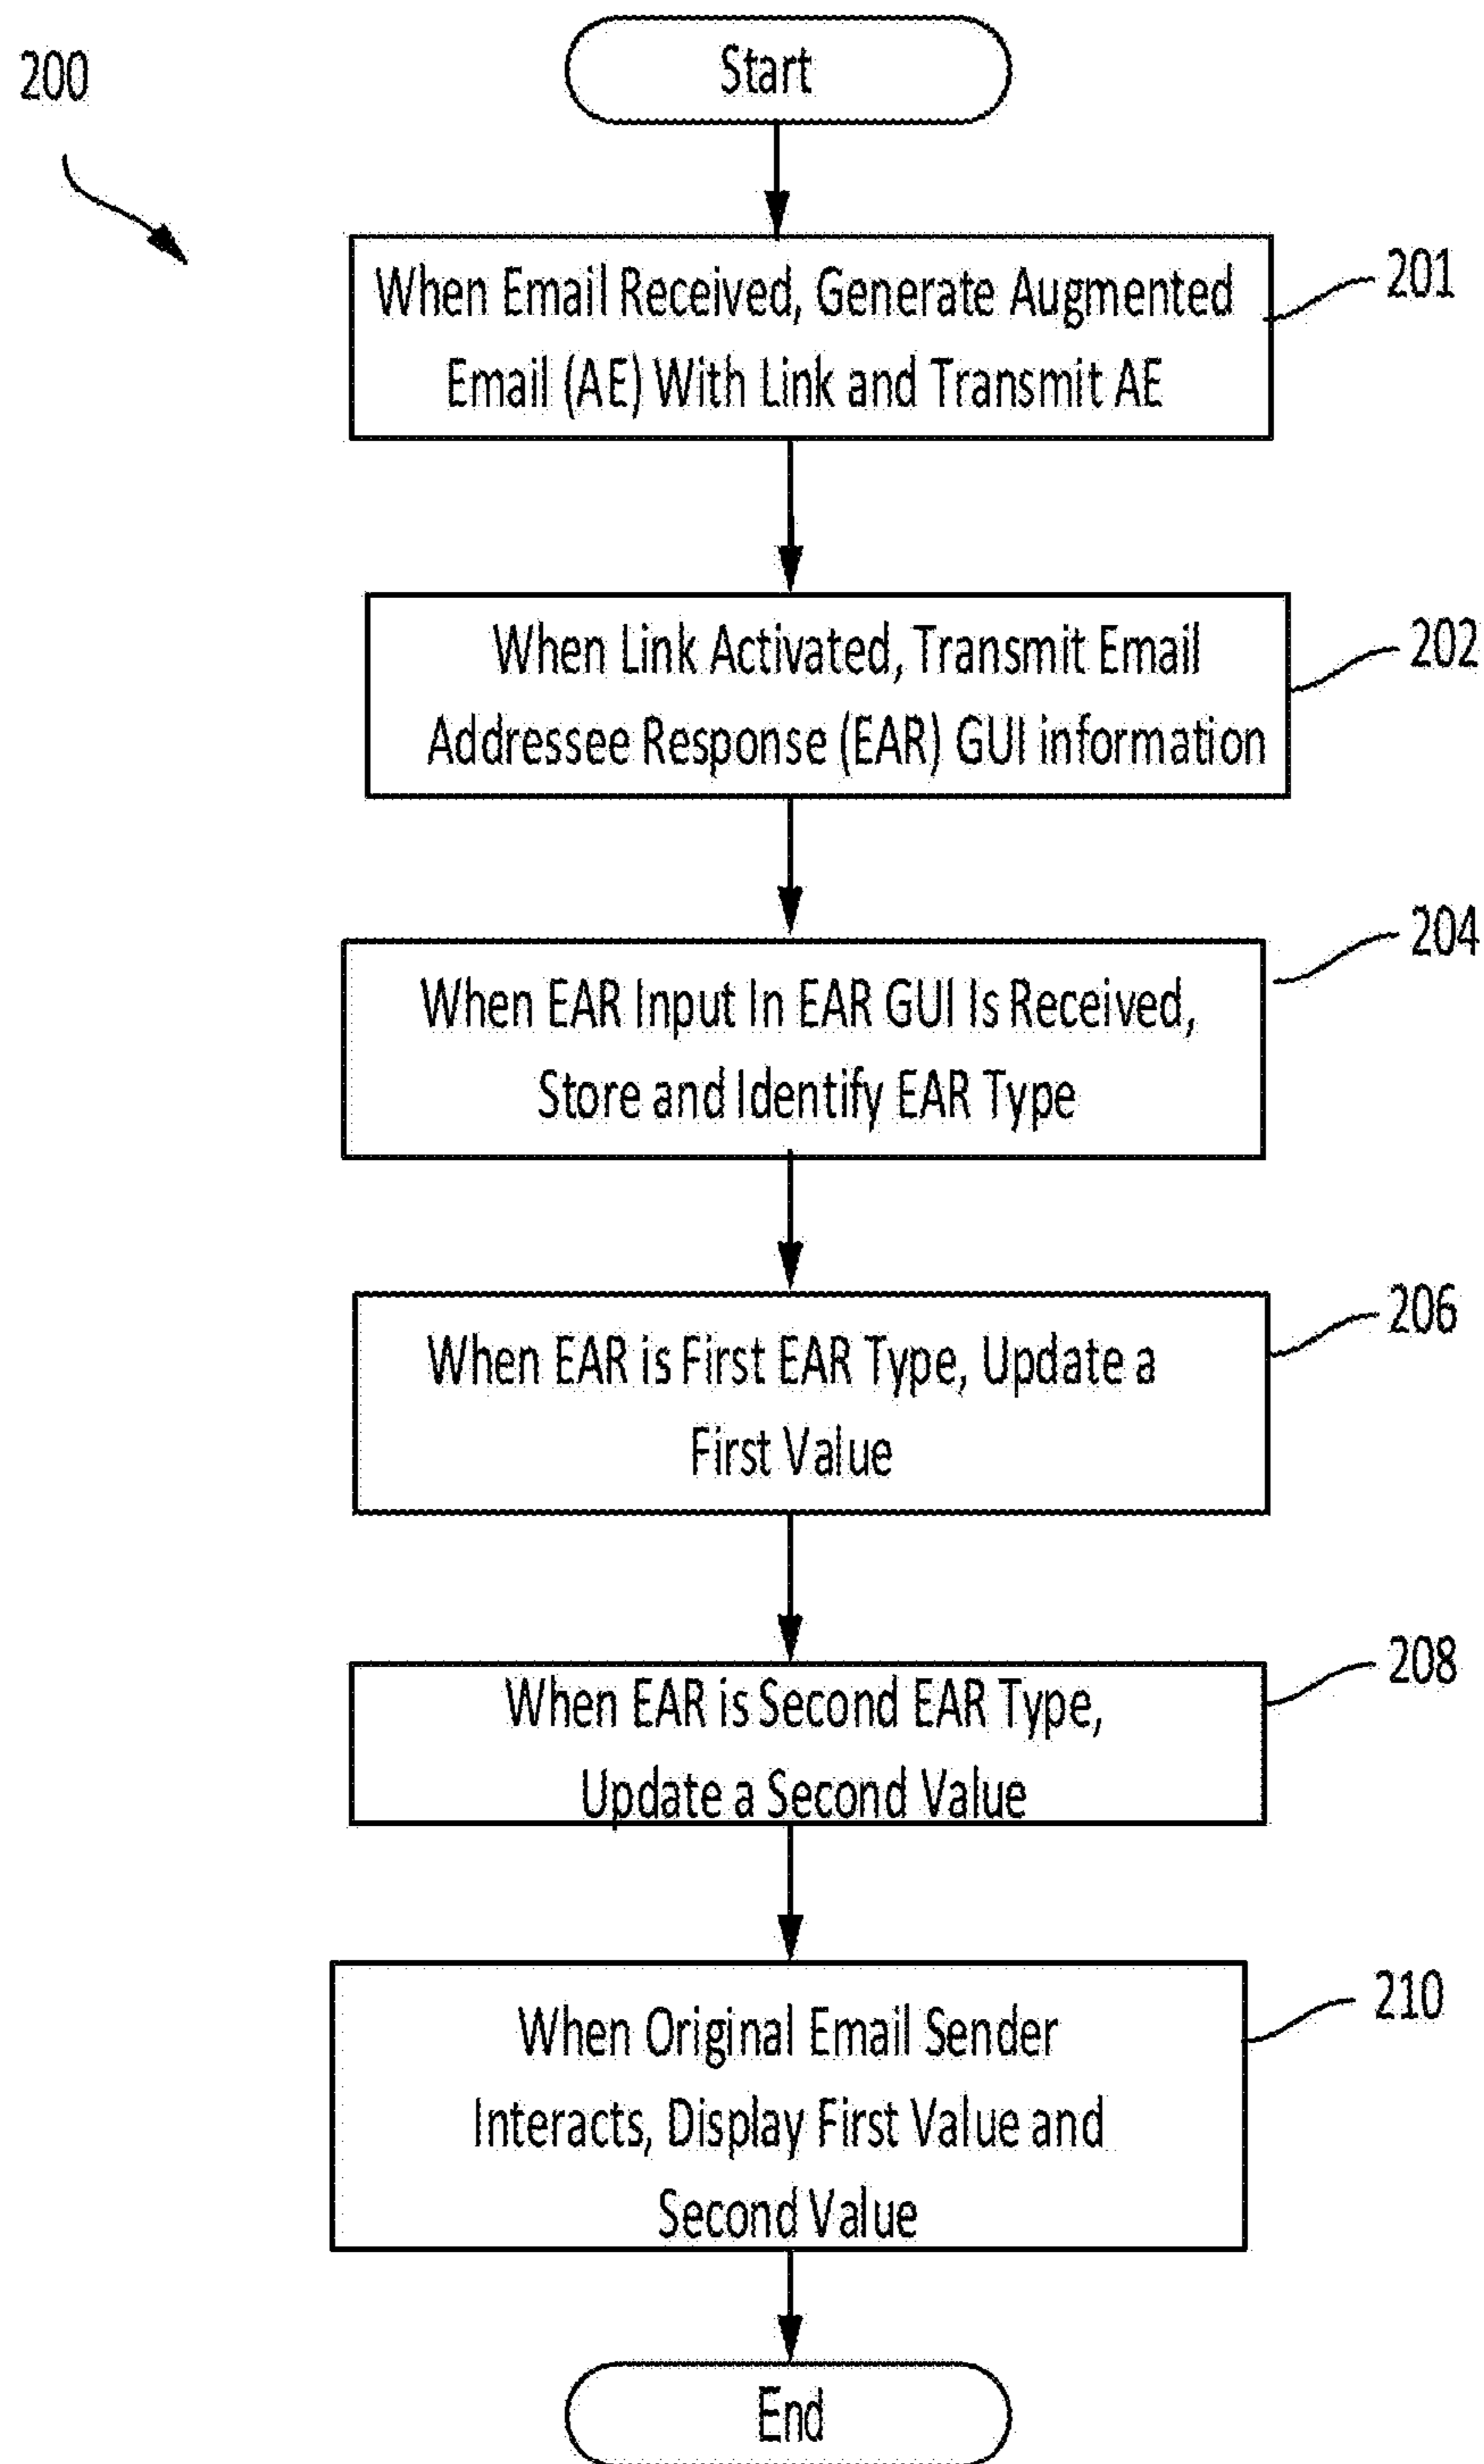 200
Start
When Email Received, Generate Augmented
Email (AE) With Link and Transmit AE
201
When Link Activated, Transmit Email
Addressee Response (EAR) GUI information
202
When EAR Input In EAR GUI Is Received,
Store and Identify EAR Type
204
When EAR is First EAR Type, Update a
First Value
206
When EAR is Second EAR Type,
Update a Second Value
208
When Original Email Sender
Interacts, Display First Value and
Second Value
210
End